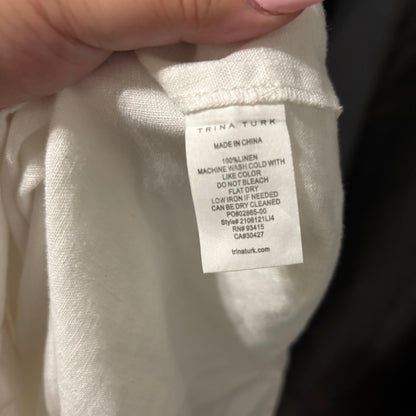 TRINA TURK
MADE IN CHINA
100%LINEN
MACHINE WASH COLD WITH
LIKE COLOR
DO NOT BLEACH
FLAT DRY
LOW IRON IF NEEDED
CAN BE DRY CLEANED
PO#02865-00
Style# 2106121LI4
RN# 93415
CA#30427
trinaturk.com